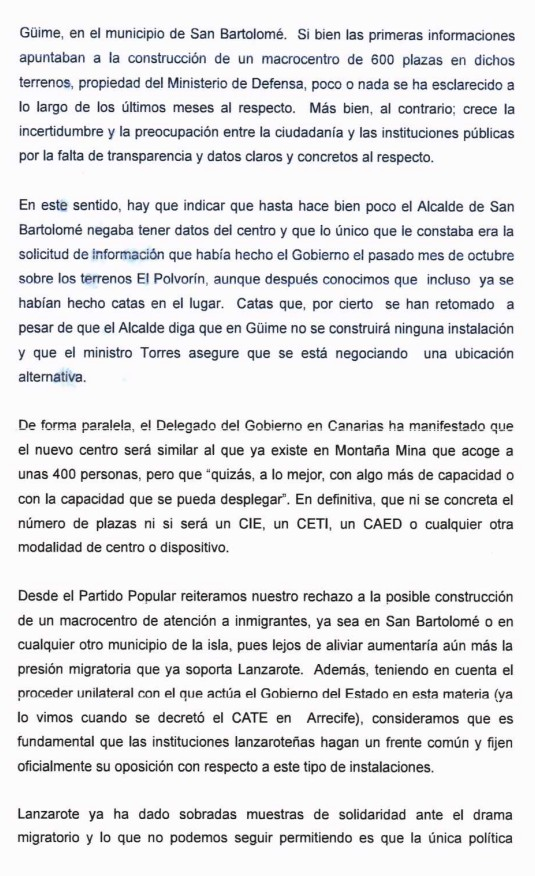 Güime, en el municipio de San Bartolomé. Si bien las primeras informaciones
apuntaban a la construcción de un macrocentro de 600 plazas en dichos
terrenos, propiedad del Ministerio de Defensa, poco o nada se ha esclarecido a
lo largo de los últimos meses al respecto. Más bien, al contrario; crece la
incertidumbre y la preocupación entre la ciudadanía y las instituciones públicas
por la falta de transparencia y datos claros y concretos al respecto.
En este sentido, hay que indicar que hasta hace bien poco el Alcalde de San
Bartolomé negaba tener datos del centro y que lo único que le constaba era la
solicitud de información que había hecho el Gobierno el pasado mes de octubre
sobre los terrenos El Polvorín, aunque después conocimos que incluso ya se
habían hecho catas en el lugar. Catas que, por cierto se han retomado a
pesar de que el Alcalde diga que en Güime no se construirá ninguna instalación
y que el ministro Torres asegure que se está negociando una ubicación
alternativa.
De forma paralela, el Delegado del Gobierno en Canarias ha manifestado que
el nuevo centro será similar al que ya existe en Montaña Mina que acoge a
unas 400 personas, pero que “quizás, a lo mejor, con algo más de capacidad o
con la capacidad que se pueda desplegar”. En definitiva, que ni se concreta el
número de plazas ni si será un CIE, un CETI, un CAED o cualquier otra
modalidad de centro o dispositivo.
Desde el Partido Popular reiteramos nuestro rechazo a la posible construcción
de un macrocentro de atención a inmigrantes, ya sea en San Bartolomé o en
cualquier otro municipio de la isla, pues lejos de aliviar aumentaría aún más la
presión migratoria que ya soporta Lanzarote. Además, teniendo en cuenta el
proceder unilateral con el que actúa el Gobierno del Estado en esta materia (ya
lo vimos cuando se decretó el CATE en Arrecife), consideramos que es
fundamental que las instituciones lanzaroteñas hagan un frente común y fijen
oficialmente su oposición con respecto a este tipo de instalaciones.
Lanzarote ya ha dado sobradas muestras de solidaridad ante el drama
migratorio y lo que no podemos seguir permitiendo es que la única política